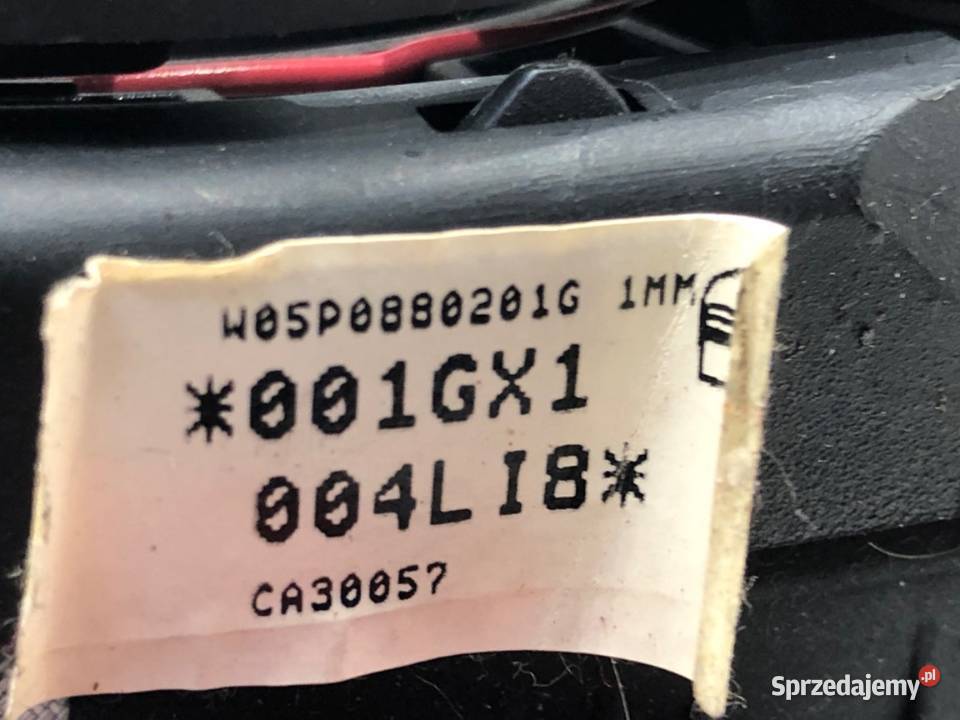 W05P0880201G 1MM
*001GX1
004LI8*
CA30057
Sprzedajemy.pl